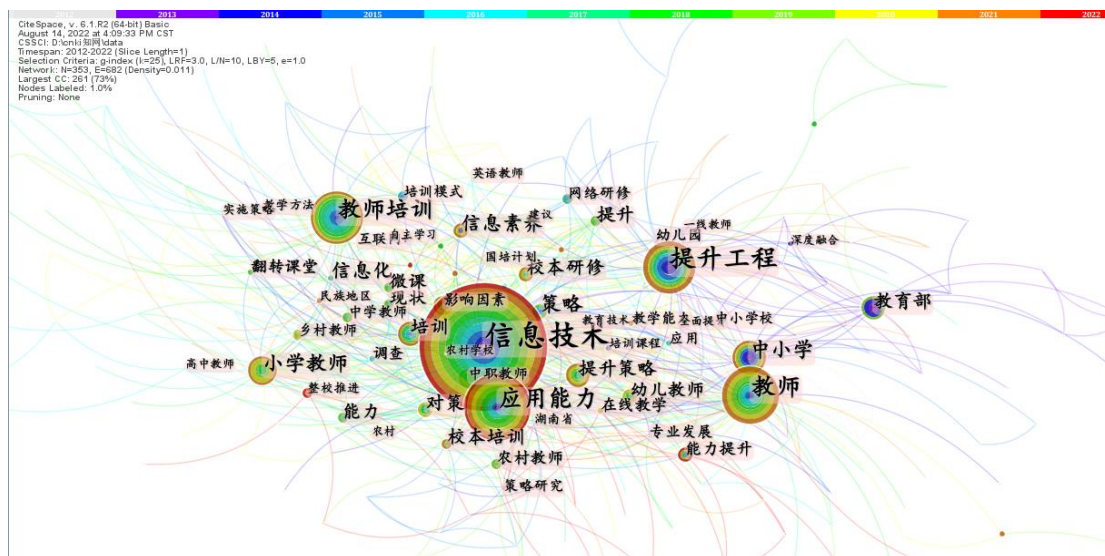 2013 2014 2015 2016 2017 2018 2019 2020 2021 2022
CiteSpace, v. 6.1.R2 (64-bit) Basic
August 14, 2022 at 4:09:33 PM CST
CSSCI: D:\cnki知网\data
Timespan: 2012-2022 (Slice Length=1)
Selection Criteria: g-index (k=25), LRF=3.0, L/N=10, LBY=5, e=1.0
Network: N=353, E=682 (Density=0.011)
Largest CC: 261 (73%)
Nodes Labeled: 1.0%
Pruning: None
英语教师
培训模式
网络研修
实施策略
教师培训
信息素养
建议
提升
一线教师
互联网
自主学习
幼儿园
深度融合
国培计划
提升工程
翻转课堂
信息化
微课
校本研修
民族地区
现状
影响因素
策略
教育部
中学教师
乡村教师
培训
信息技术
教育技术
中小学校
培训课程
应用
调查
农村学校
中小学
高中教师
小学教师
中职教师
提升策略
整校推进
应用能力
幼儿教师
教师
能力
对策
在线教学
湖南省
农村
校本培训
专业发展
能力提升
农村教师
策略研究